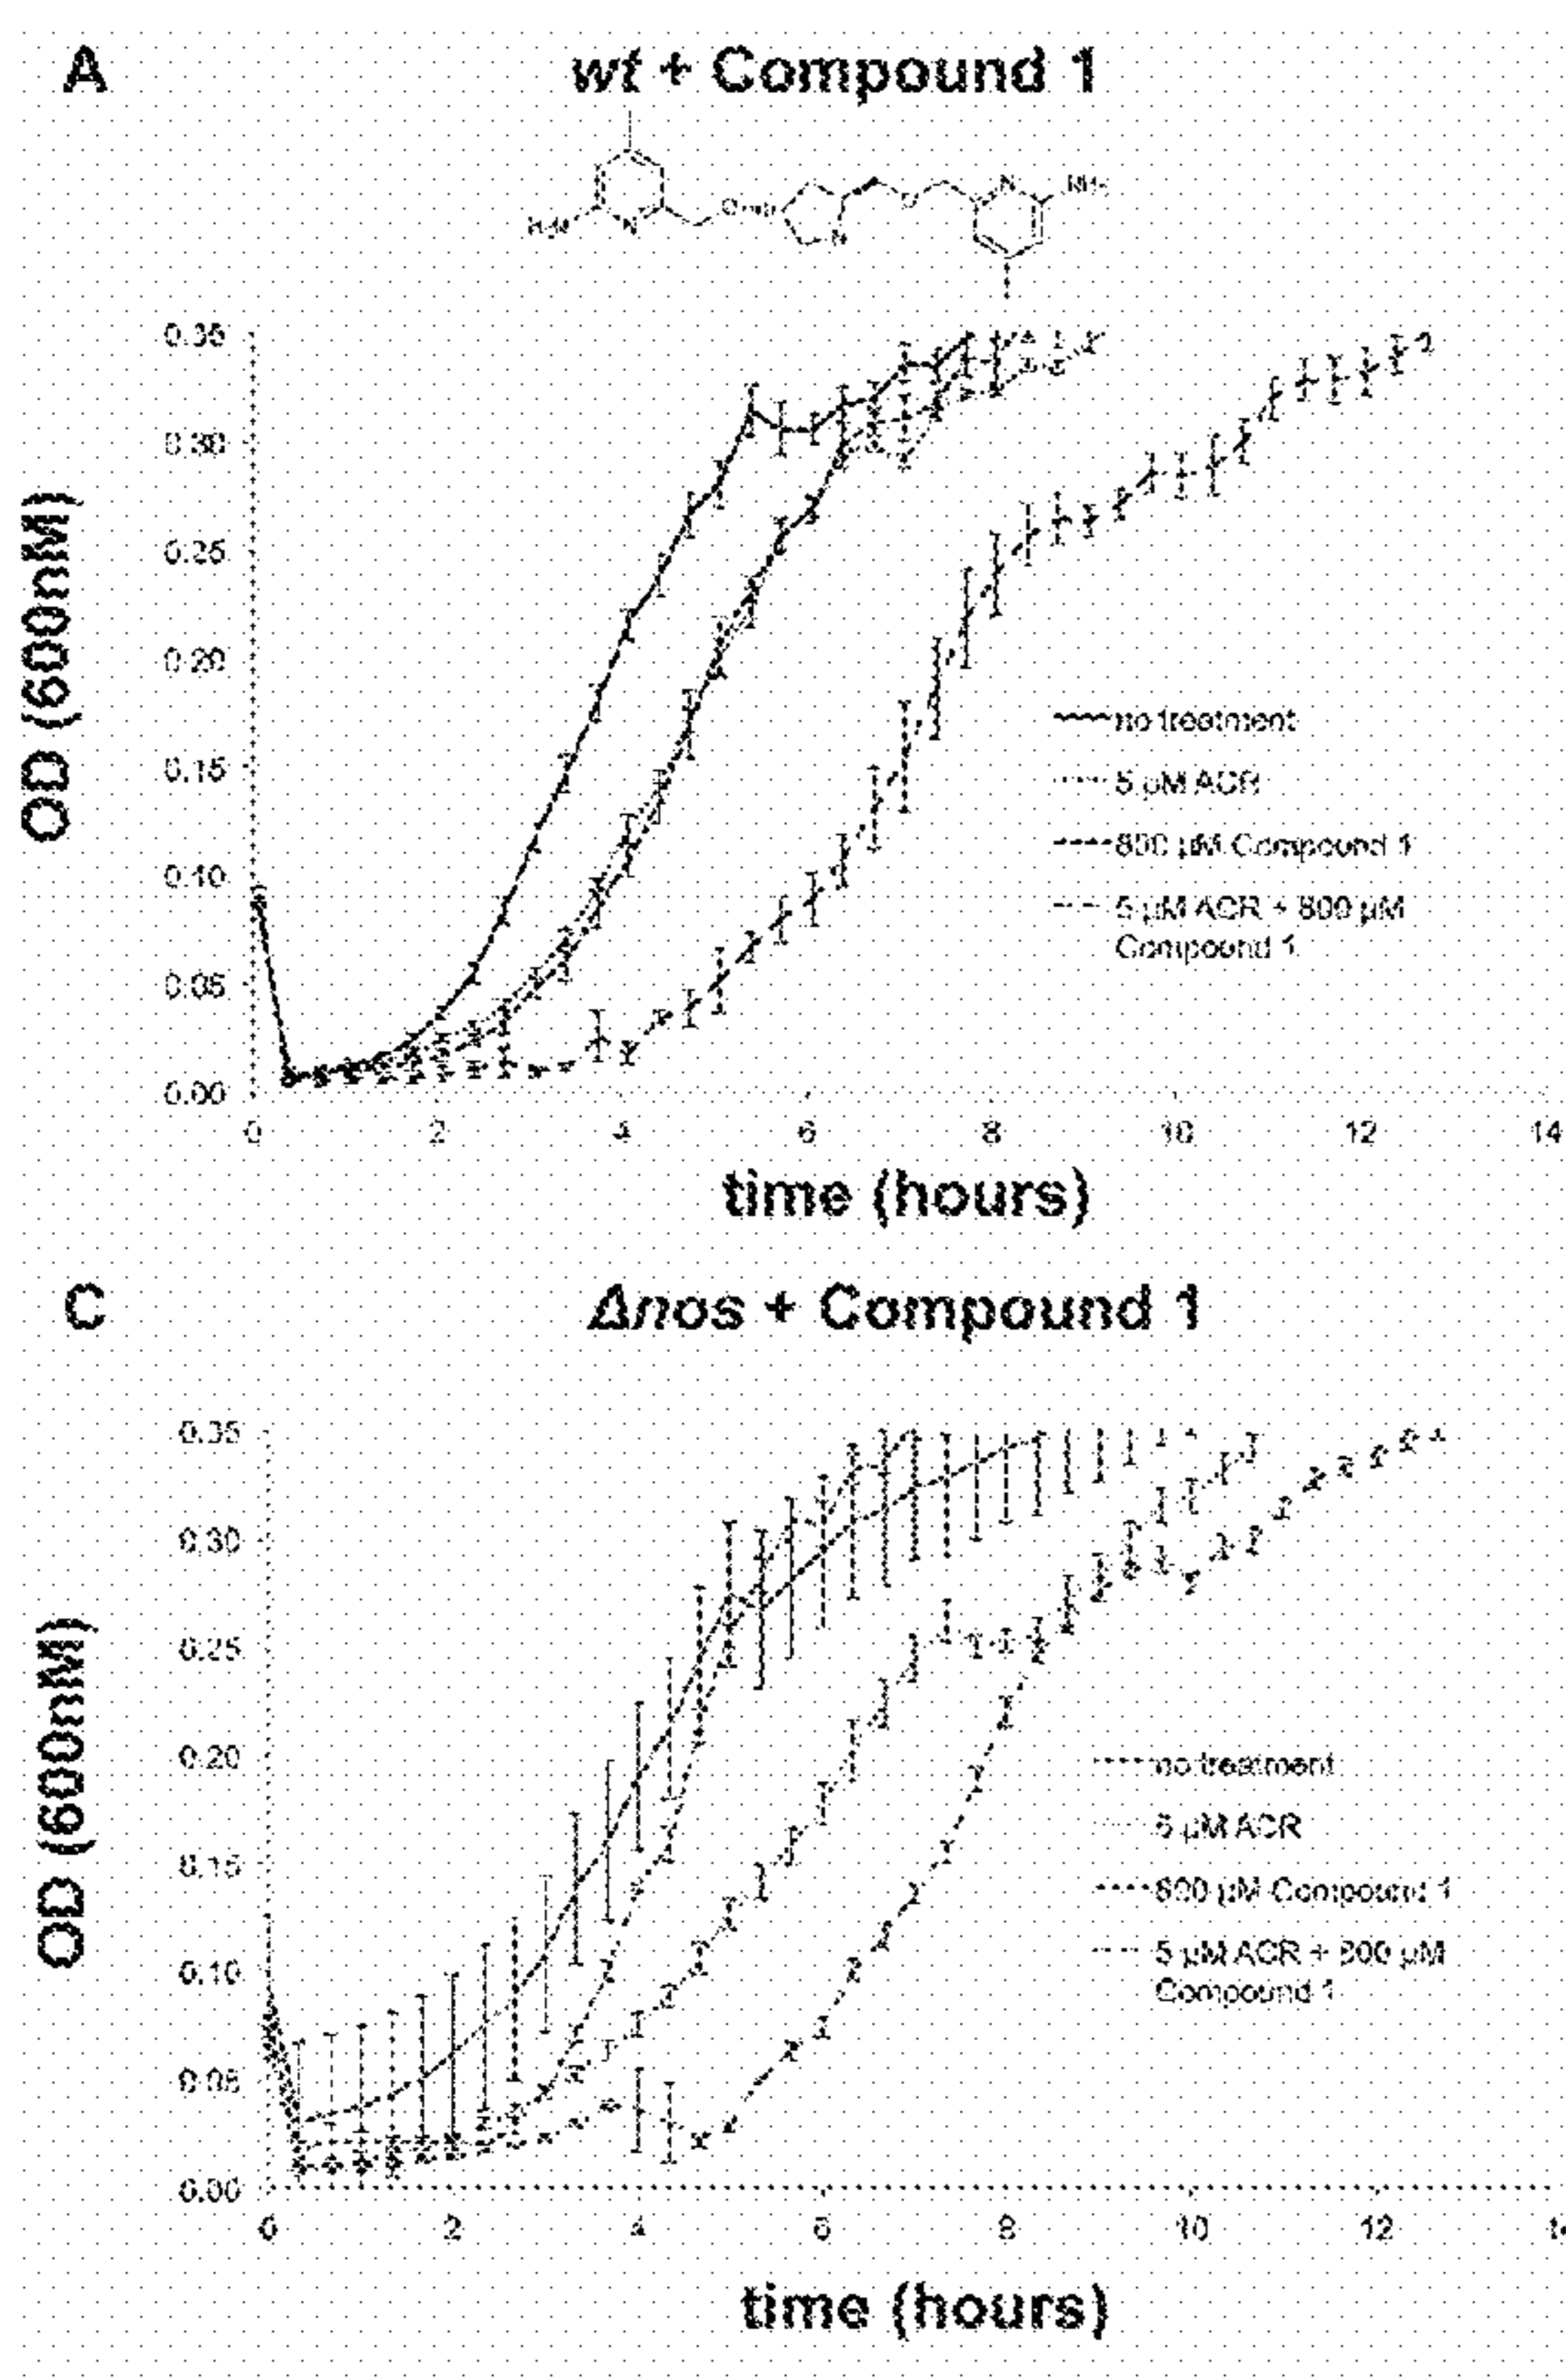 A
wt + Compound 1
H₂N
N
O
N
O
N
NH₂
0.35
0.30
0.25
0.20
0.15
0.10
0.05
0.00
OD (600nM)
0 2 4 6 8 10 12 14
time (hours)
no treatment
5 µM ACR
800 µM Compound 1
5 µM ACR + 800 µM
Compound 1
C
Δnos + Compound 1
0.35
0.30
0.25
0.20
0.15
0.10
0.05
0.00
OD (600nM)
0 2 4 6 8 10 12
time (hours)
no treatment
5 µM ACR
800 µM Compound 1
5 µM ACR + 800 µM
Compound 1